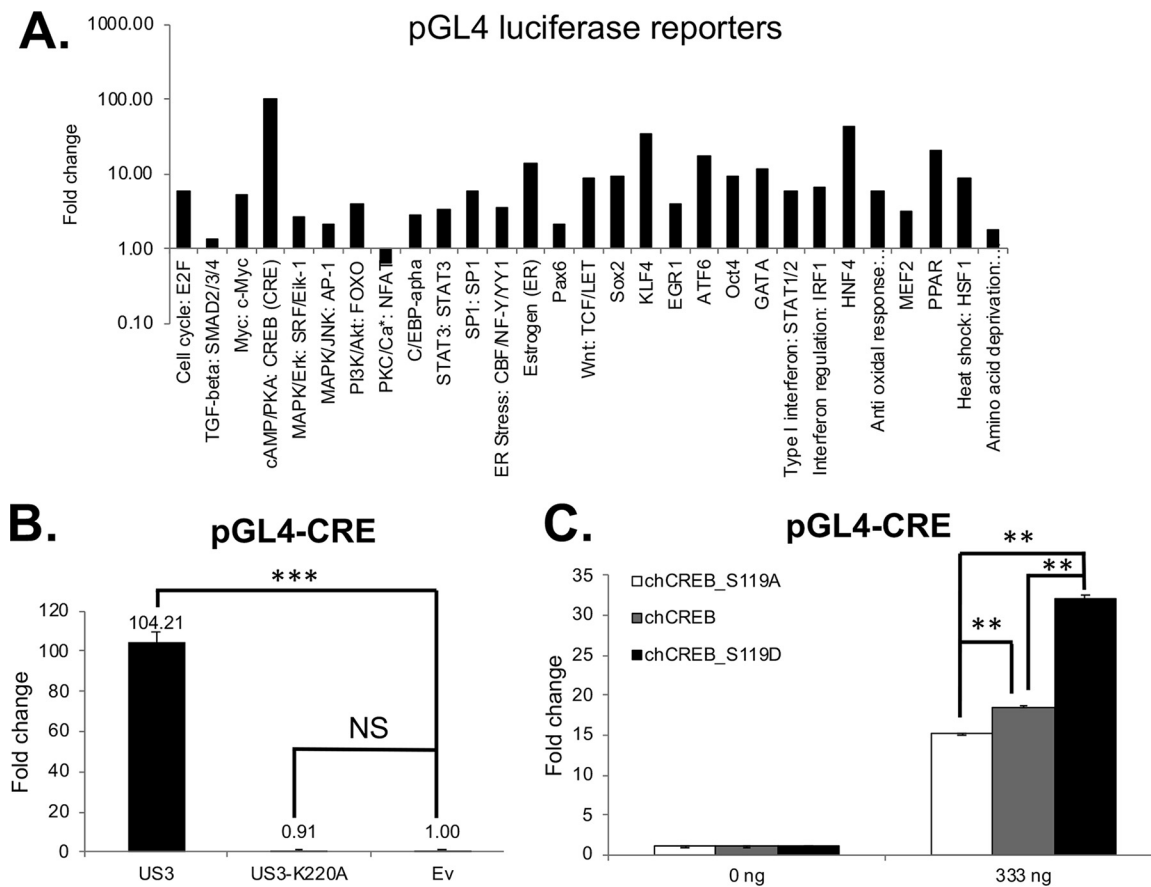 A.
pGL4 luciferase reporters
Fold change
1000.00
100.00
10.00
1.00
0.10
Cell cycle: E2F
TGF-beta: SMAD2/3/4
Myc: c-Myc
cAMP/PKA: CREB (CRE)
MAPK/Erk: SRF/Elk-1
MAPK/JNK: AP-1
PI3K/Akt: FOXO
PKC/Ca*: NFAT
C/EBP-apha
STAT3: STAT3
SP1: SP1
ER Stress: CBF/NF-Y/YY1
Estrogen (ER)
Pax6
Wnt: TCF/LET
Sox2
KLF4
EGR1
ATF6
Oct4
GATA
Type I interferon: STAT1/2
Interferon regulation: IRF1
HNF4
Anti oxidal response:...
MEF2
PPAR
Heat shock: HSF1
Amino acid deprivation:...
B.
pGL4-CRE
***
Fold change
120
100
80
60
40
20
0
104.21
NS
0.91
1.00
US3
US3-K220A
Ev
C.
pGL4-CRE
Fold change
35
30
25
20
15
10
5
0
chCREB_S119A
chCREB
chCREB_S119D
**
**
**
0 ng
333 ng